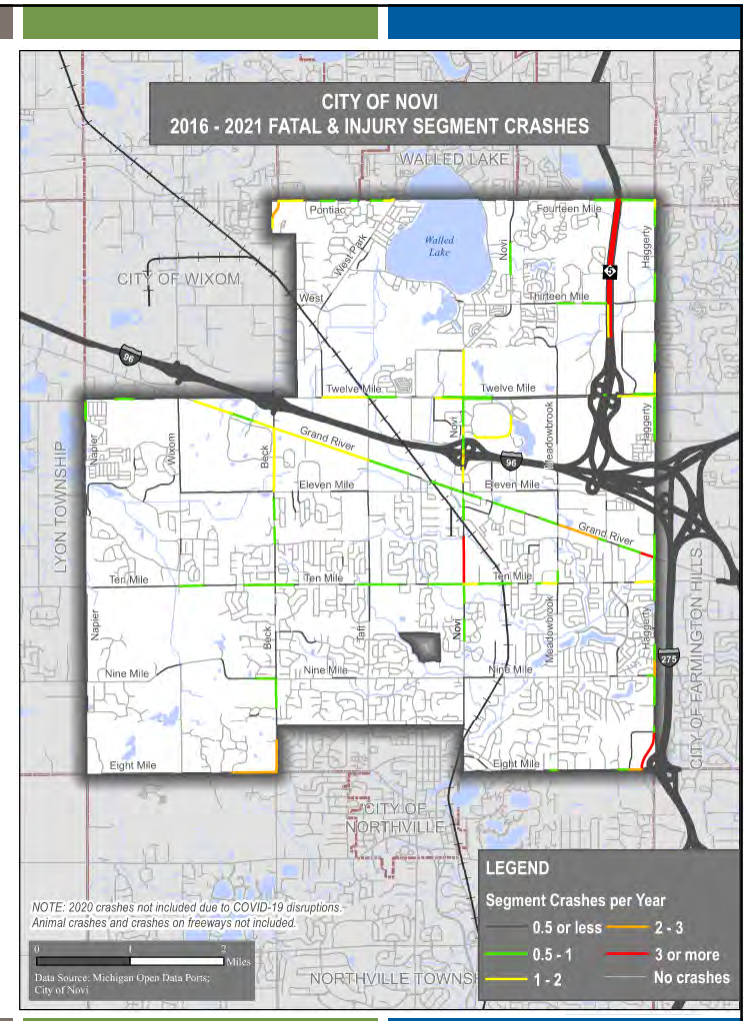 CITY OF NOVI
2016 - 2021 FATAL & INJURY SEGMENT CRASHES
WALLED LAKE
Pontiac
Fourteen Mile
West Park
Walled
Lake
Novi
Haggerty
5
CITY OF WIXOM
West
Thirteen Mile
96
Twelve Mile
Twelve Mile
Napier
Wixom
Beck
Grand River
Novi
Meadowbrook
Haggerty
96
LYON TOWNSHIP
Eleven Mile
Eleven Mile
Grand River
Ten Mile
Ten Mile
Ten Mile
Napier
Beck
Taft
Novi
Meadowbrook
Haggerty
CITY OF FARMINGTON HILLS
275
Nine Mile
Nine Mile
Nine Mile
Eight Mile
Eight Mile
CITY OF
NORTHVILLE
LEGEND
Segment Crashes per Year
0.5 or less
2 - 3
0.5 - 1
3 or more
1 - 2
No crashes
NOTE: 2020 crashes not included due to COVID-19 disruptions.
Animal crashes and crashes on freeways not included.
0 1 2
Miles
Data Source: Michigan Open Data Ports;
City of Novi
NORTHVILLE TOWNS